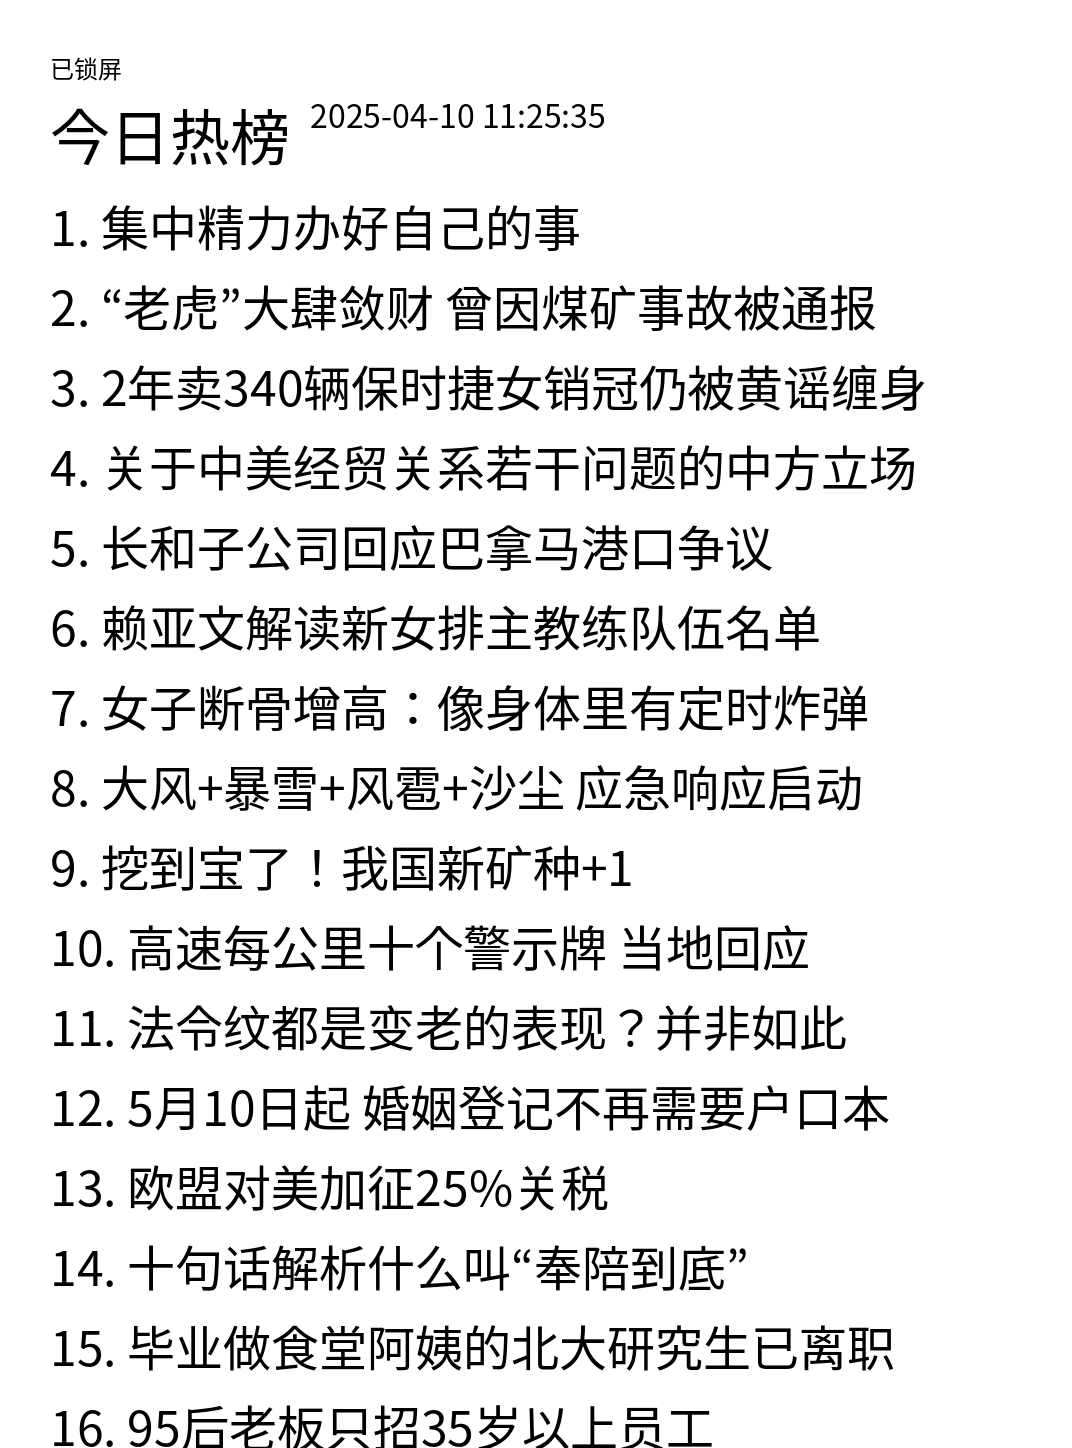 已锁屏
今日热榜 2025-04-10 11:25:35
1. 集中精力办好自己的事
2. “老虎”大肆敛财 曾因煤矿事故被通报
3. 2年卖340辆保时捷女销冠仍被黄谣缠身
4. 关于中美经贸关系若干问题的中方立场
5. 长和子公司回应巴拿马港口争议
6. 赖亚文解读新女排主教练队伍名单
7. 女子断骨增高：像身体里有定时炸弹
8. 大风+暴雪+风雹+沙尘 应急响应启动
9. 挖到宝了！我国新矿种+1
10. 高速每公里十个警示牌 当地回应
11. 法令纹都是变老的表现？并非如此
12. 5月10日起 婚姻登记不再需要户口本
13. 欧盟对美加征25%关税
14. 十句话解析什么叫“奉陪到底”
15. 毕业做食堂阿姨的北大研究生已离职
16. 95后老板只招35岁以上员工